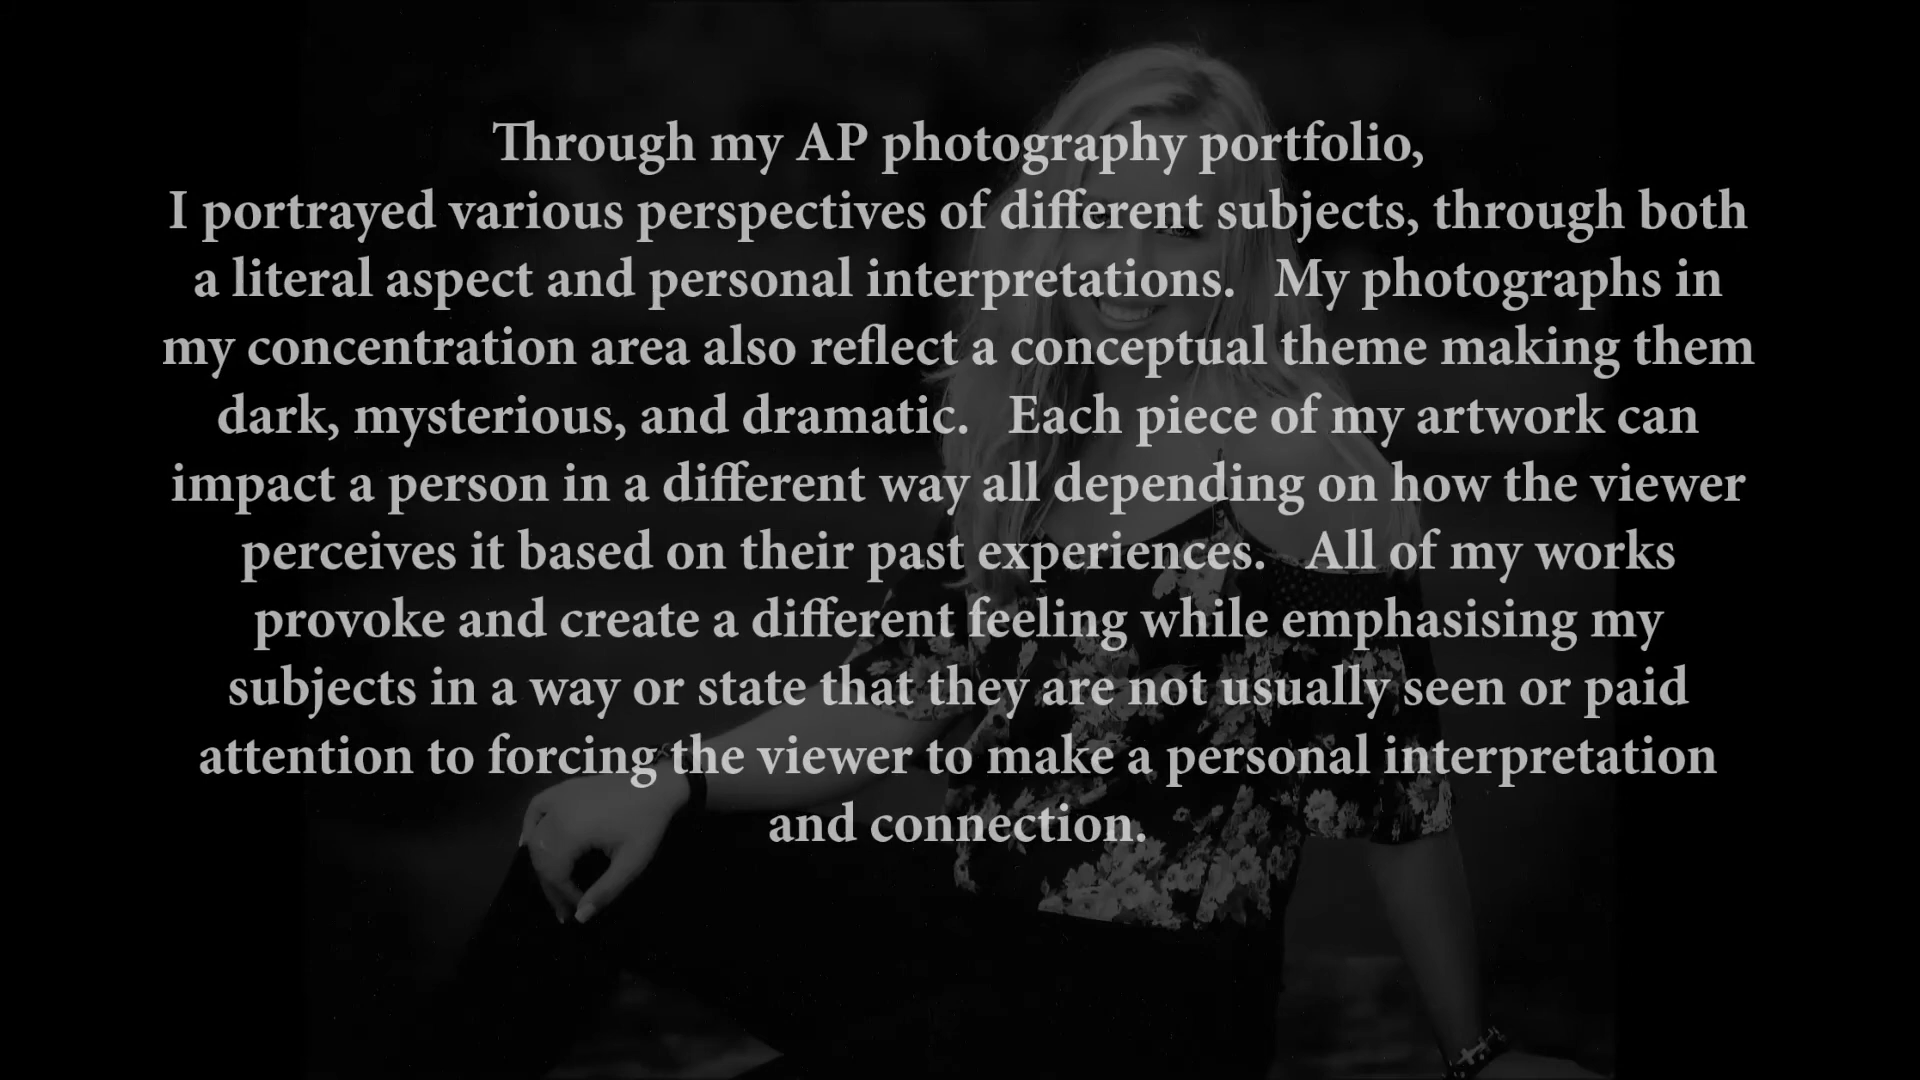 Through my AP photography portfolio,
I portrayed various perspectives of different subjects, through both
a literal aspect and personal interpretations.   My photographs in
my concentration area also reflect a conceptual theme making them
dark, mysterious, and dramatic.   Each piece of my artwork can
impact a person in a different way all depending on how the viewer
perceives it based on their past experiences.   All of my works
provoke and create a different feeling while emphasising my
subjects in a way or state that they are not usually seen or paid
attention to forcing the viewer to make a personal interpretation
and connection.